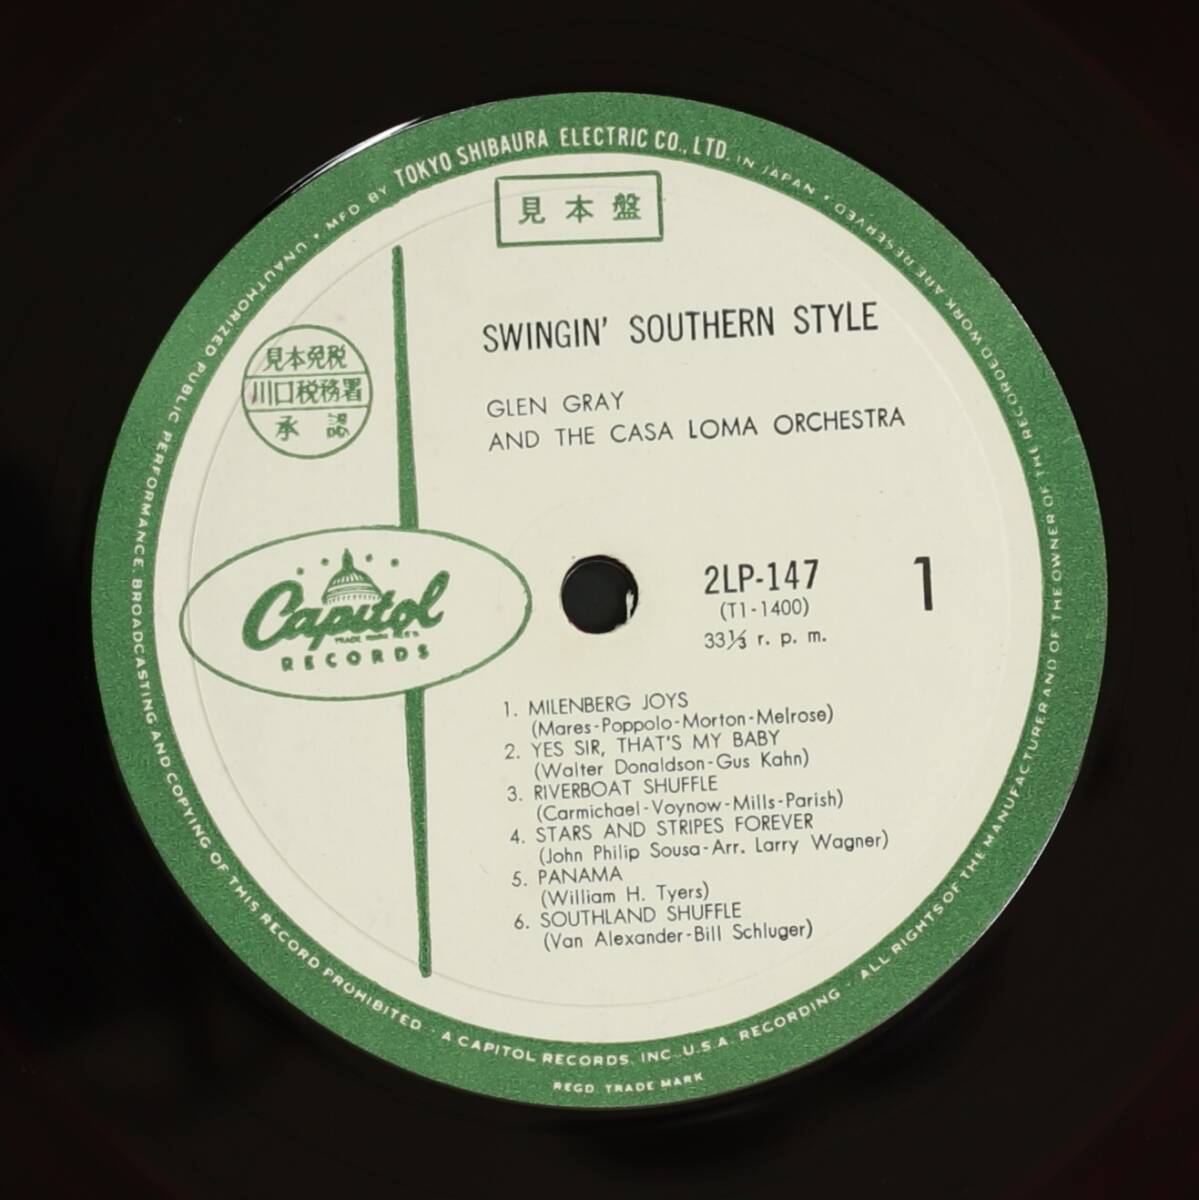 MFD BY TOKYO SHIBAURA ELECTRIC CO., LTD. IN JAPAN · ALL RIGHTS OF THE MANUFACTURERAND OF THE OWNER OF THE RECORDED WORK ARE RESERVED · UNAUTHORIZED PUBLIC PERFORMANCE. BROADCASTING AND COPYING OF THIS RECORD PROHIBITED · A CAPITOL RECORDS, INC., U.S.A. RECORDING ·
見本盤
SWINGIN' SOUTHERN STYLE
見本免税
川口税務署
承認
GLEN GRAY
AND THE CASA LOMA ORCHESTRA
Capitol
TRADE MARK REG.
RECORDS
2LP-147
(T1-1400)
33⅓ r. p. m.
1
1. MILENBERG JOYS
(Mares-Poppolo-Morton-Melrose)
2. YES SIR, THAT'S MY BABY
(Walter Donaldson-Gus Kahn)
3. RIVERBOAT SHUFFLE
(Carmichael-Voynow-Mills-Parish)
4. STARS AND STRIPES FOREVER
(John Philip Sousa-Arr. Larry Wagner)
5. PANAMA
(William H. Tyers)
6. SOUTHLAND SHUFFLE
(Van Alexander-Bill Schluger)
REGD. TRADE MARK